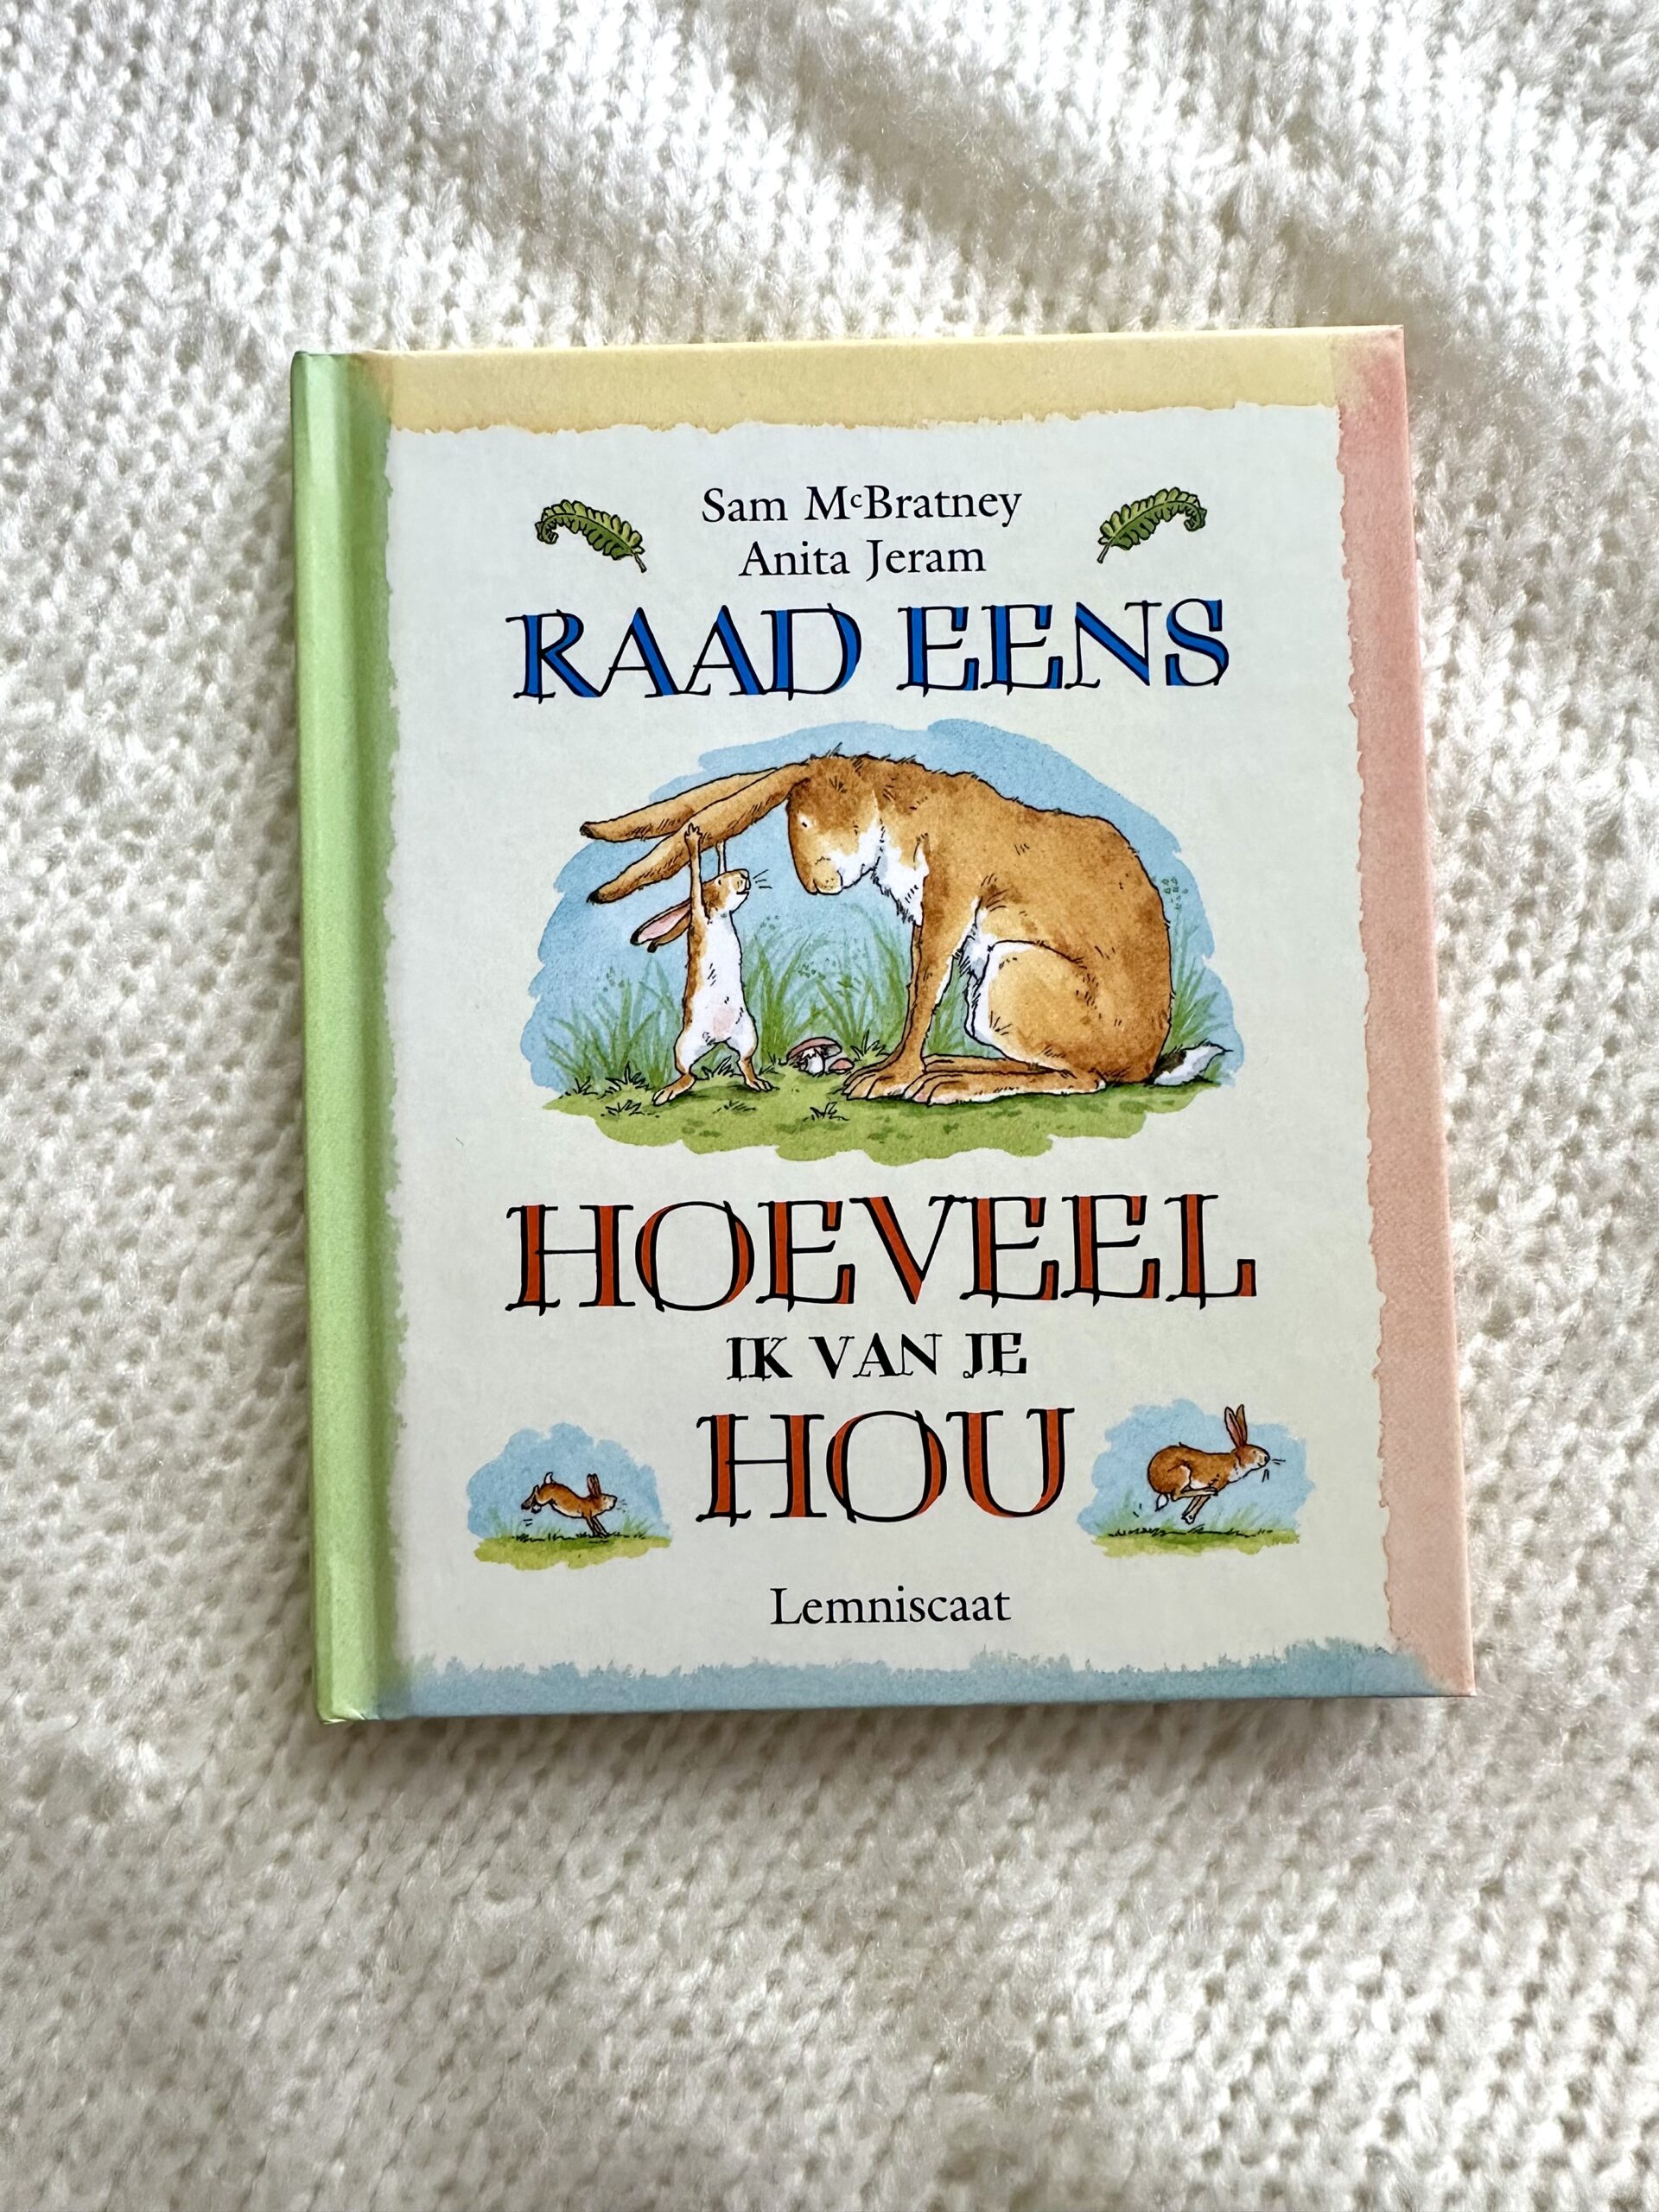 Sam McBratney
Anita Jeram
RAAD EENS
HOEVEEL
IK VAN JE
HOU
Lemniscaat